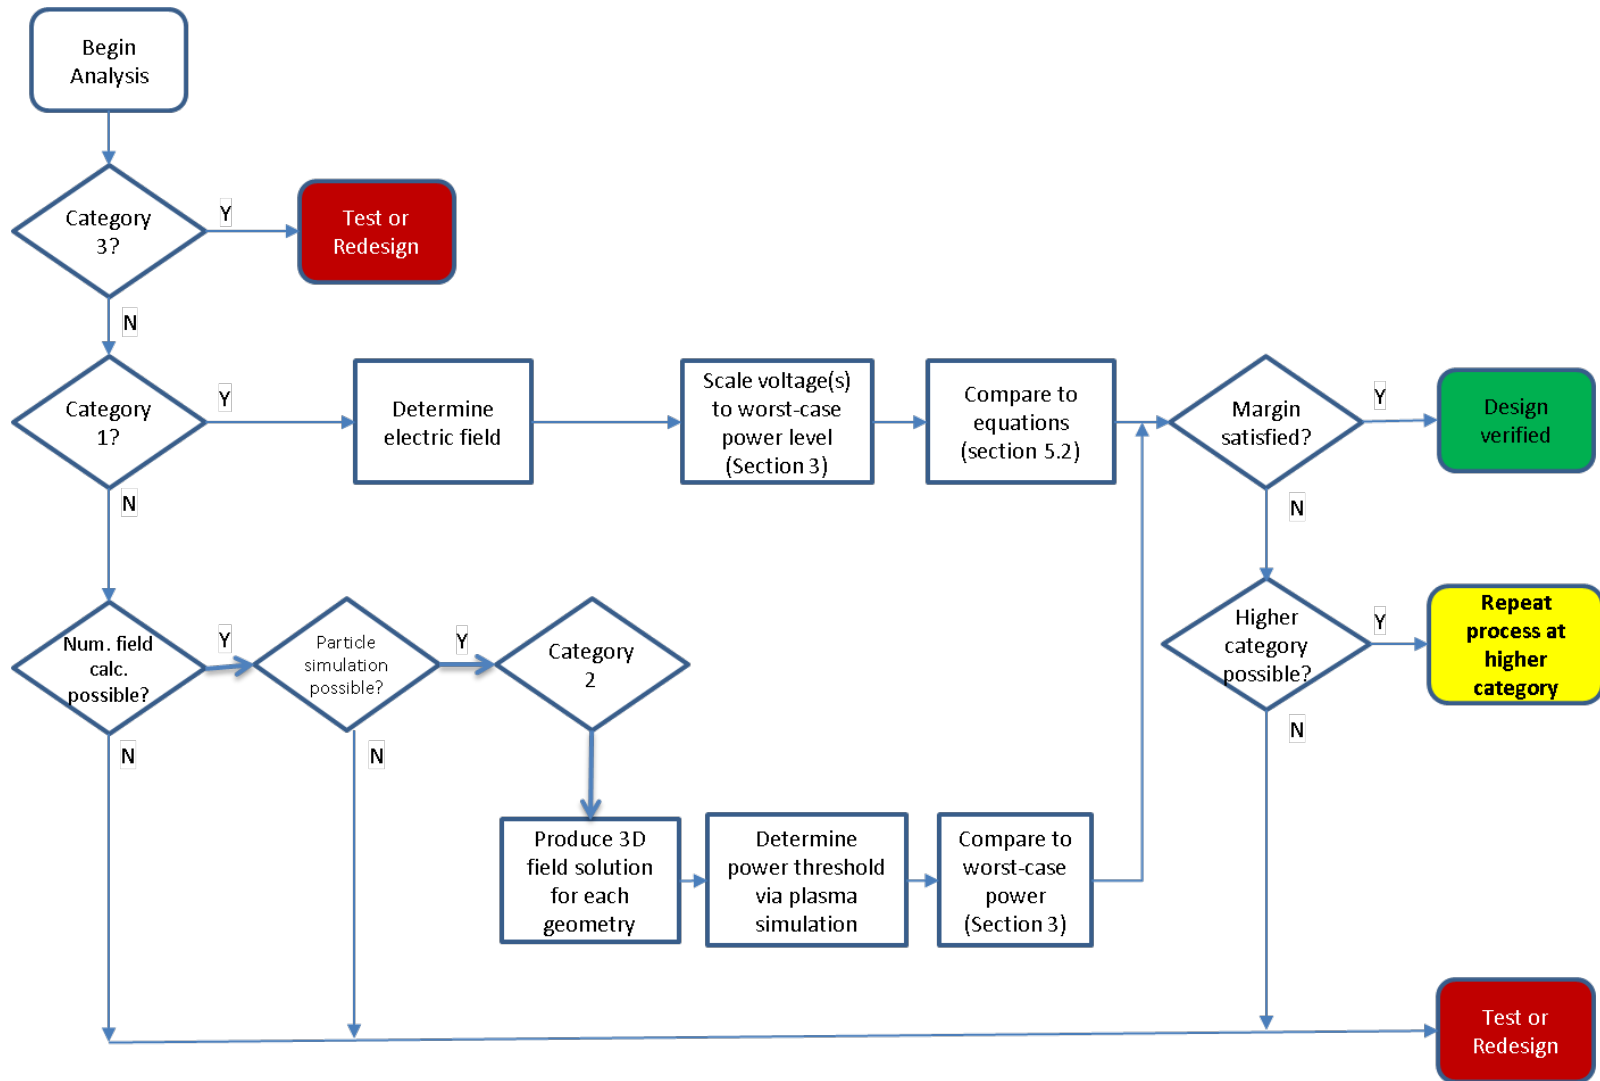 Begin
Analysis
Category
3?
Y
Test or
Redesign
N
Category
1?
Y
Determine
electric field
Scale voltage(s)
to worst-case
power level
(Section 3)
Compare to
equations
(section 5.2)
Margin
satisfied?
Y
Design
verified
N
N
Num. field
calc.
possible?
Y
Particle
simulation
possible?
Y
Category
2
Higher
category
possible?
Y
Repeat
process at
higher
category
N
N
N
Produce 3D
field solution
for each
geometry
Determine
power threshold
via plasma
simulation
Compare to
worst-case
power
(Section 3)
Test or
Redesign